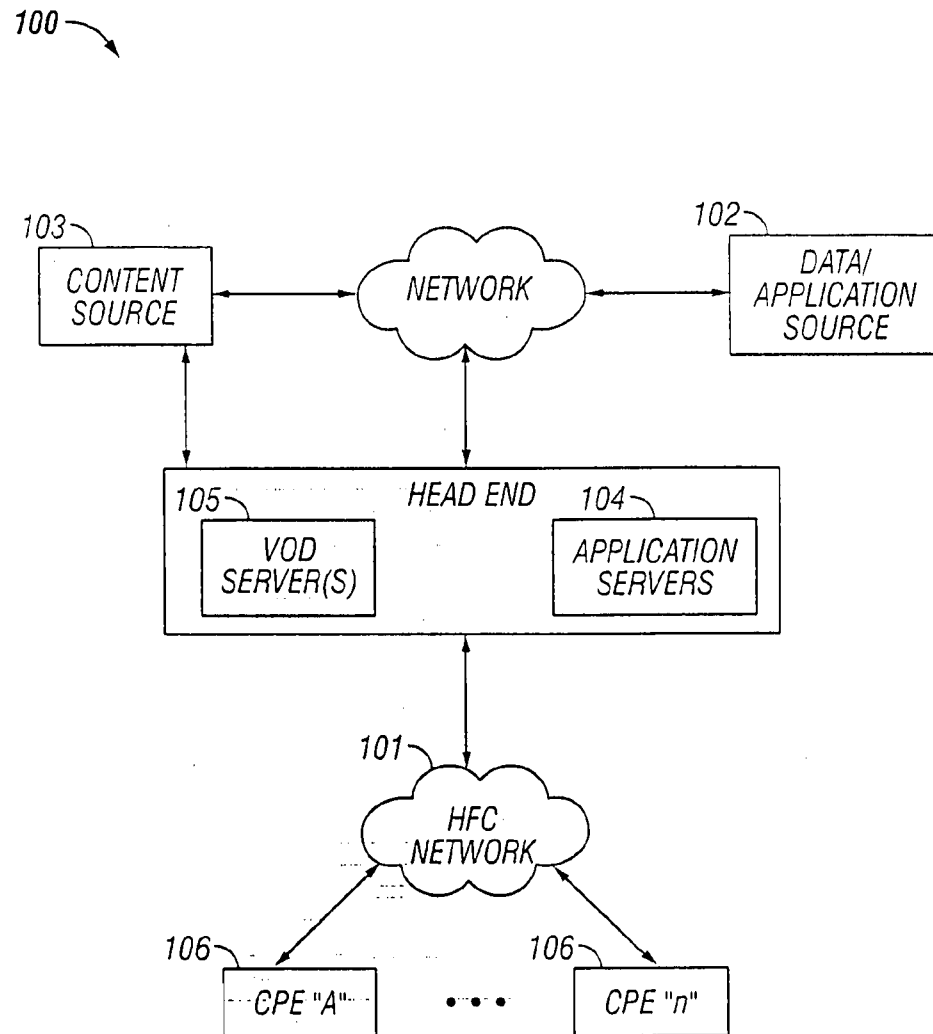 100
103
CONTENT
SOURCE
NETWORK
102
DATA/
APPLICATION
SOURCE
HEAD END
105
VOD
SERVER(S)
104
APPLICATION
SERVERS
101
HFC
NETWORK
106
CPE "A"
• • •
106
CPE "n"